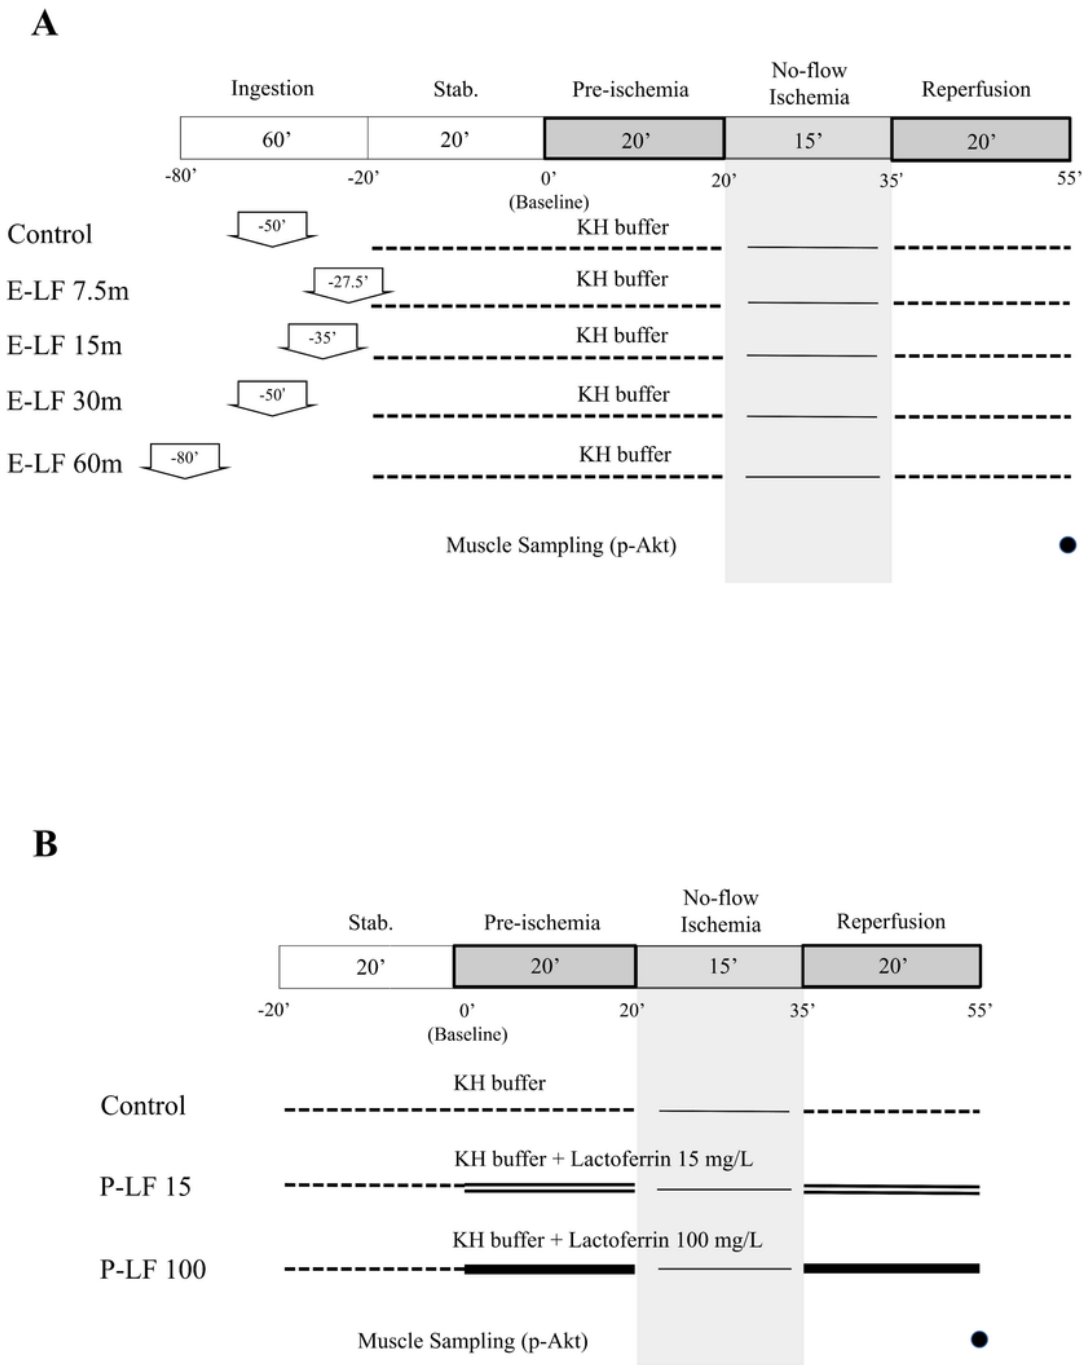 A
No-flow
Ingestion Stab. Pre-ischemia Ischemia Reperfusion
60’ 20’ 20’ 15’ 20’
-80’ -20’ 0’ 20’ 35’ 55’
(Baseline)
Control -50’ KH buffer
E-LF 7.5m -27.5’ KH buffer
E-LF 15m -35’ KH buffer
E-LF 30m -50’ KH buffer
E-LF 60m -80’ KH buffer
Muscle Sampling (p-Akt)
B
No-flow
Stab. Pre-ischemia Ischemia Reperfusion
20’ 20’ 15’ 20’
-20’ 0’ 20’ 35’ 55’
(Baseline)
KH buffer
Control
KH buffer + Lactoferrin 15 mg/L
P-LF 15
KH buffer + Lactoferrin 100 mg/L
P-LF 100
Muscle Sampling (p-Akt)